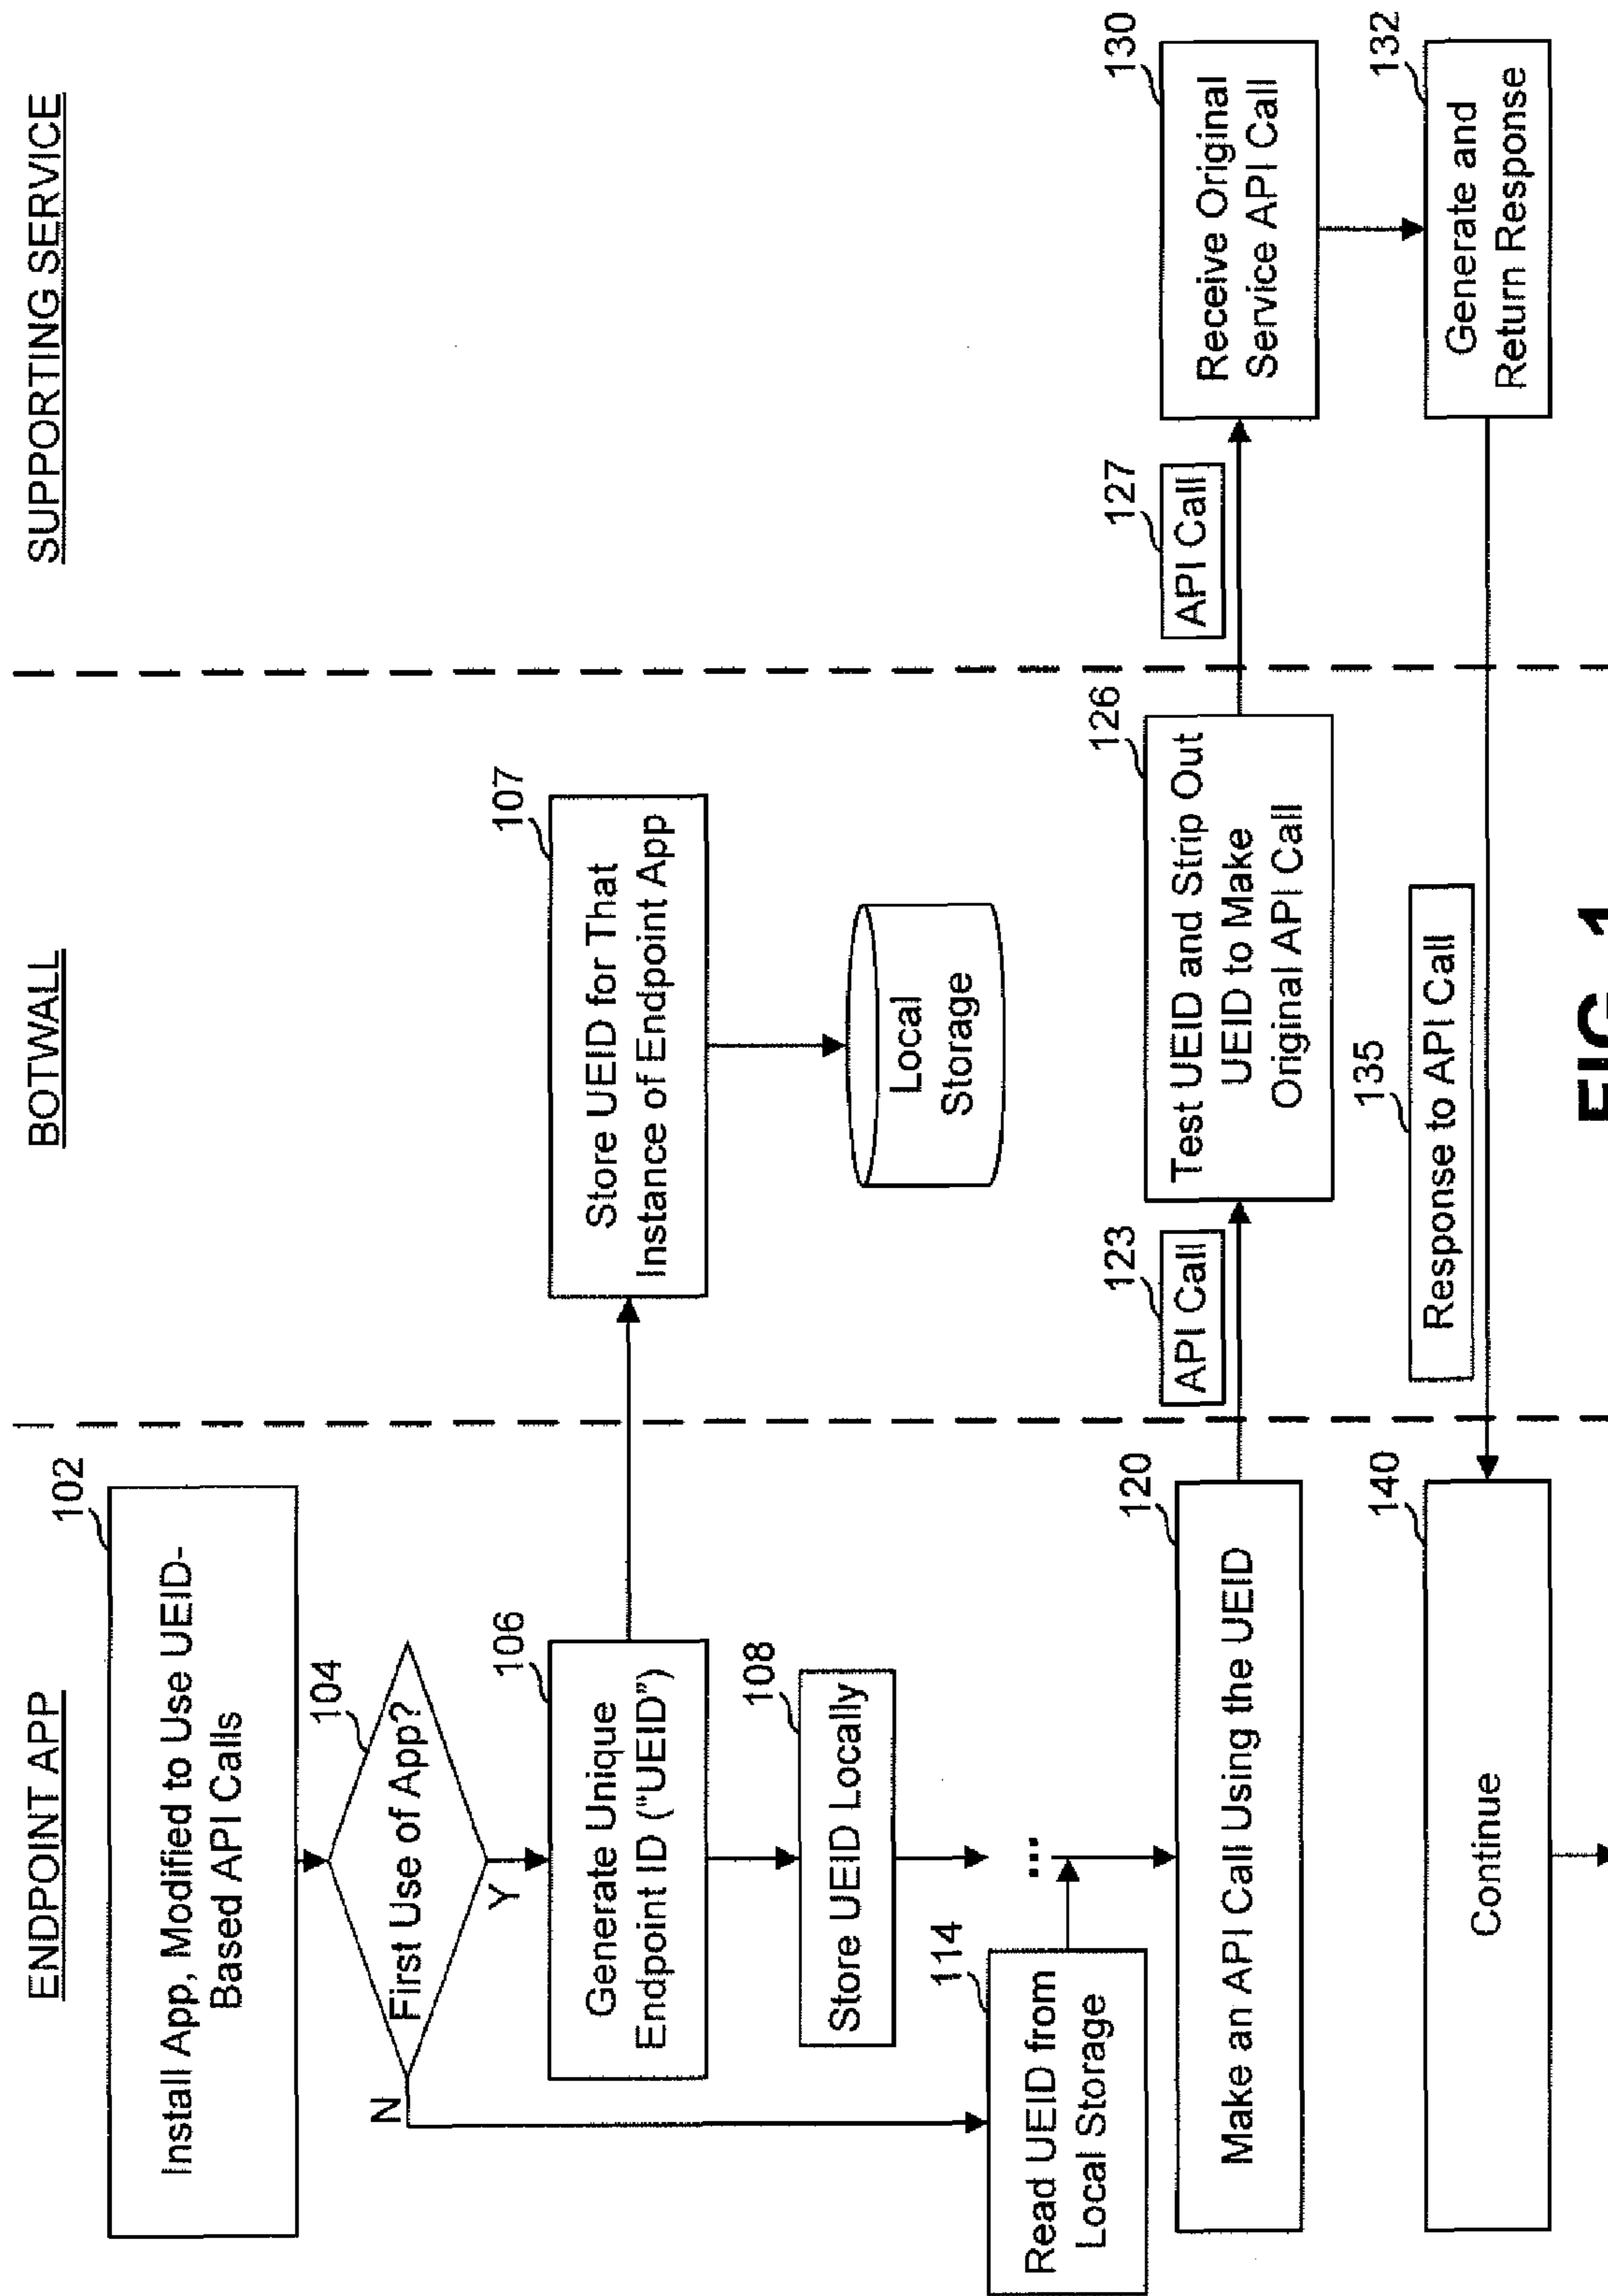 ENDPOINT APP
BOTWALL
SUPPORTING SERVICE
102
Install App, Modified to Use UEID-
Based API Calls
104
First Use of App?
N
Y
106
Generate Unique
Endpoint ID (“UEID”)
107
Store UEID for That
Instance of Endpoint App
108
Store UEID Locally
Local
Storage
...
114
Read UEID from
Local Storage
120
Make an API Call Using the UEID
123
API Call
126
Test UEID and Strip Out
UEID to Make
Original API Call
127
API Call
130
Receive Original
Service API Call
132
Generate and
Return Response
135
Response to API Call
140
Continue
FIG. 1